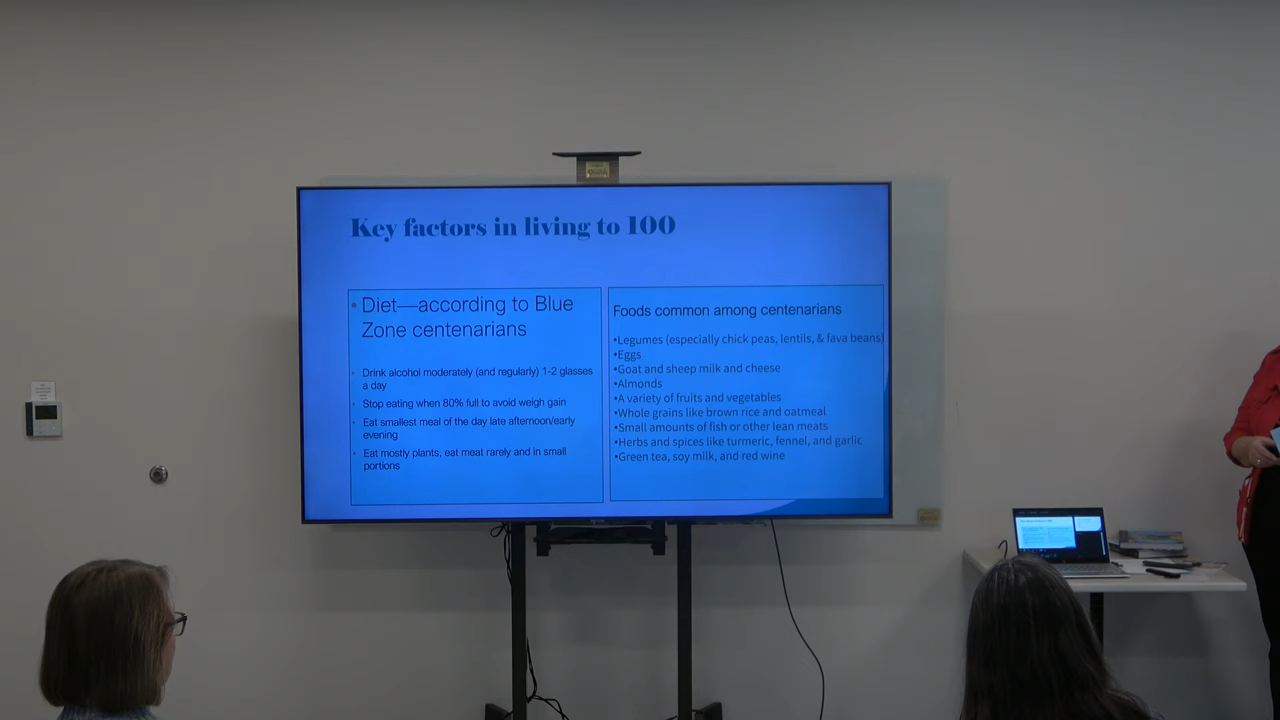 Key factors in living to 100
• Diet—according to Blue
Zone centenarians
• Drink alcohol moderately (and regularly) 1-2 glasses
a day
• Stop eating when 80% full to avoid weigh gain
• Eat smallest meal of the day late afternoon/early
evening
• Eat mostly plants, eat meat rarely and in small
portions
Foods common among centenarians
•Legumes (especially chick peas, lentils, & fava beans)
•Eggs
•Goat and sheep milk and cheese
•Almonds
•A variety of fruits and vegetables
•Whole grains like brown rice and oatmeal
•Small amounts of fish or other lean meats
•Herbs and spices like turmeric, fennel, and garlic
•Green tea, soy milk, and red wine